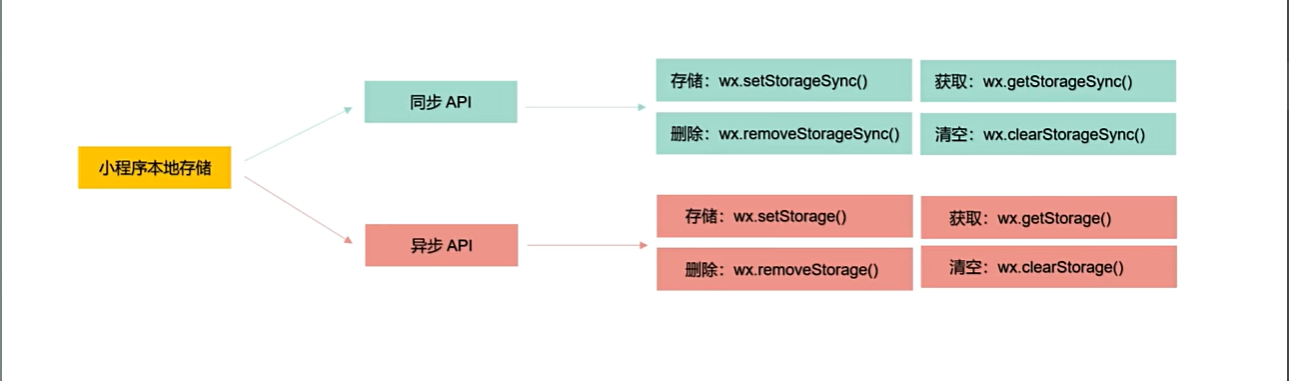 小程序本地存储
同步 API
存储：wx.setStorageSync()
获取：wx.getStorageSync()
删除：wx.removeStorageSync()
清空：wx.clearStorageSync()
异步 API
存储：wx.setStorage()
获取：wx.getStorage()
删除：wx.removeStorage()
清空：wx.clearStorage()